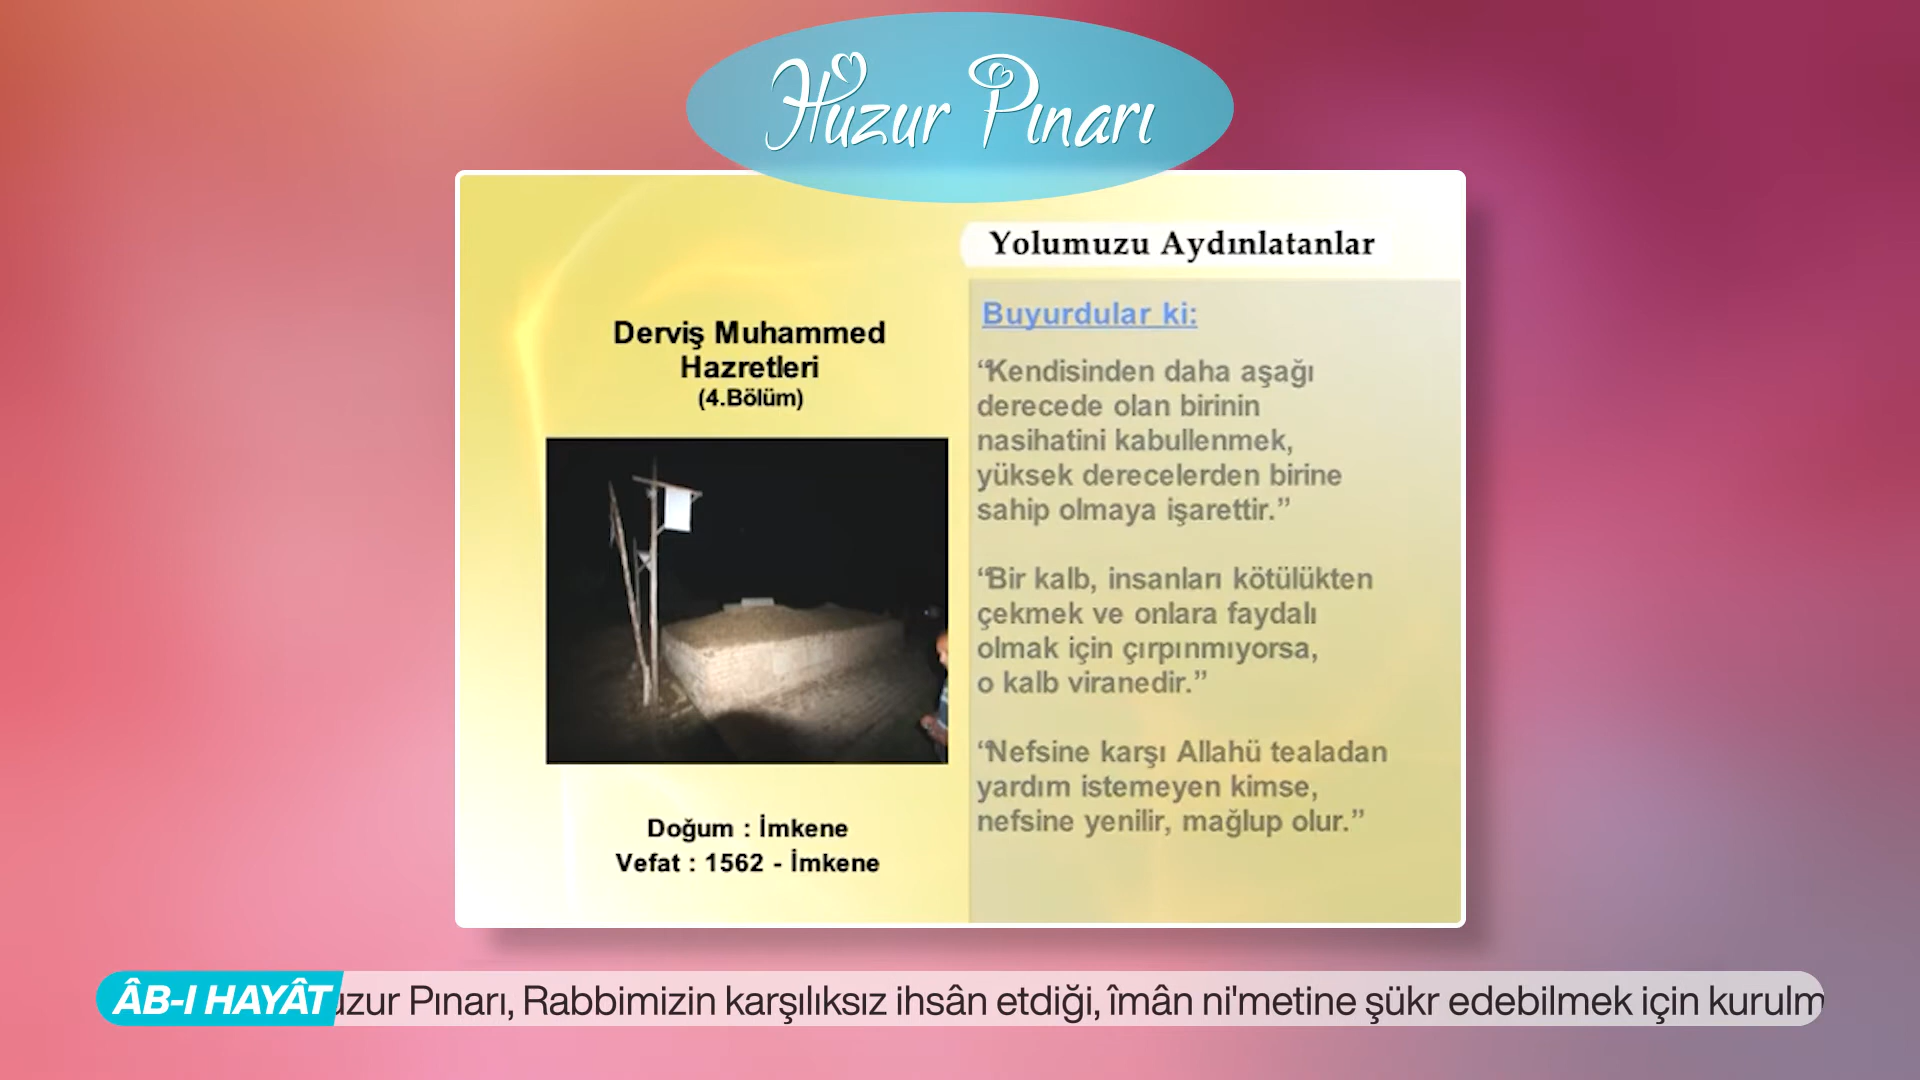 Huzur Pınarı
Yolumuzu Aydınlatanlar
Derviş Muhammed
Hazretleri
(4.Bölüm)
Doğum : İmkene
Vefat : 1562 - İmkene
Buyurdular ki:
“Kendisinden daha aşağı
derecede olan birinin
nasihatini kabullenmek,
yüksek derecelerden birine
sahip olmaya işarettir.”
“Bir kalb, insanları kötülükten
çekmek ve onlara faydalı
olmak için çırpınmıyorsa,
o kalb viranedir.”
“Nefsine karşı Allahü tealadan
yardım istemeyen kimse,
nefsine yenilir, mağlup olur.”
ÂB-I HAYÂT uzur Pınarı, Rabbimizin karşılıksız ihsân etdiği, îmân ni'metine şükr edebilmek için kurulm